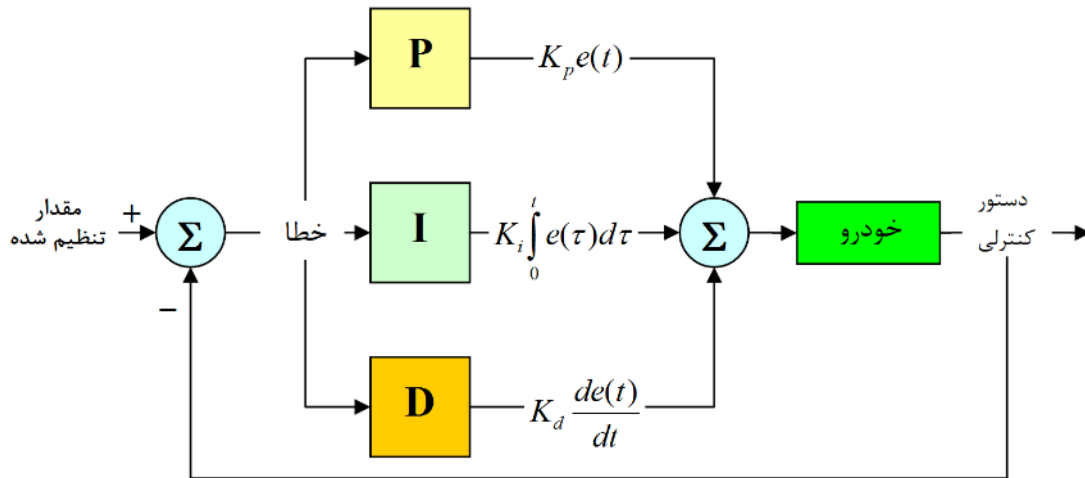 P
K_p e(t)
مقدار
تنظیم شده
+
−
Σ
خطا
I
K_i ∫_0^t e(τ)dτ
Σ
خودرو
دستور
کنترلی
D
K_d de(t)/dt